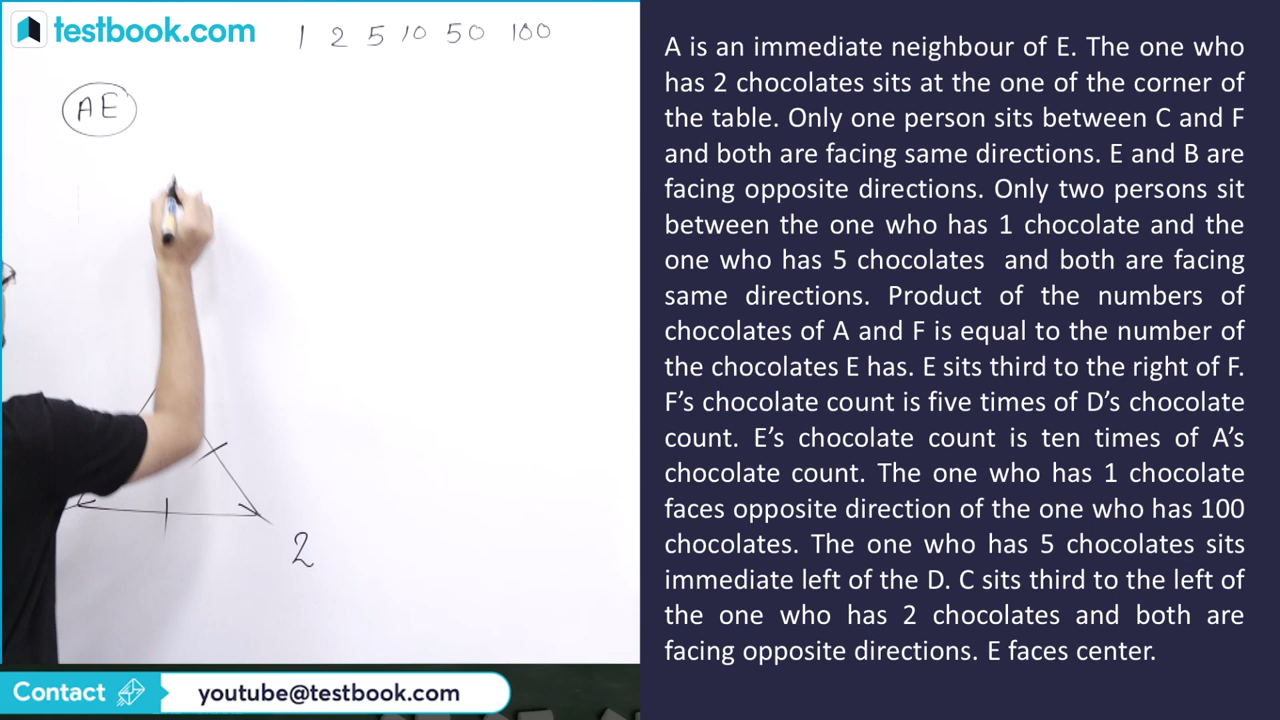 testbook.com
1 2 5 10 50 100
A E
2
A is an immediate neighbour of E. The one who
has 2 chocolates sits at the one of the corner of
the table. Only one person sits between C and F
and both are facing same directions. E and B are
facing opposite directions. Only two persons sit
between the one who has 1 chocolate and the
one who has 5 chocolates and both are facing
same directions. Product of the numbers of
chocolates of A and F is equal to the number of
the chocolates E has. E sits third to the right of F.
F’s chocolate count is five times of D’s chocolate
count. E’s chocolate count is ten times of A’s
chocolate count. The one who has 1 chocolate
faces opposite direction of the one who has 100
chocolates. The one who has 5 chocolates sits
immediate left of the D. C sits third to the left of
the one who has 2 chocolates and both are
facing opposite directions. E faces center.
Contact youtube@testbook.com